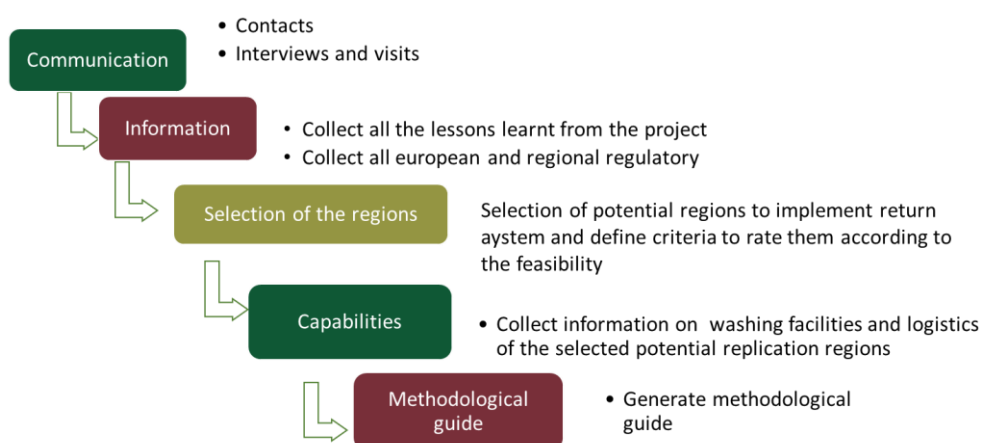 Communication
• Contacts
• Interviews and visits
Information
• Collect all the lessons learnt from the project
• Collect all european and regional regulatory
Selection of the regions
Selection of potential regions to implement return
aystem and define criteria to rate them according to
the feasibility
Capabilities
• Collect information on washing facilities and logistics
of the selected potential replication regions
Methodological
guide
• Generate methodological
guide